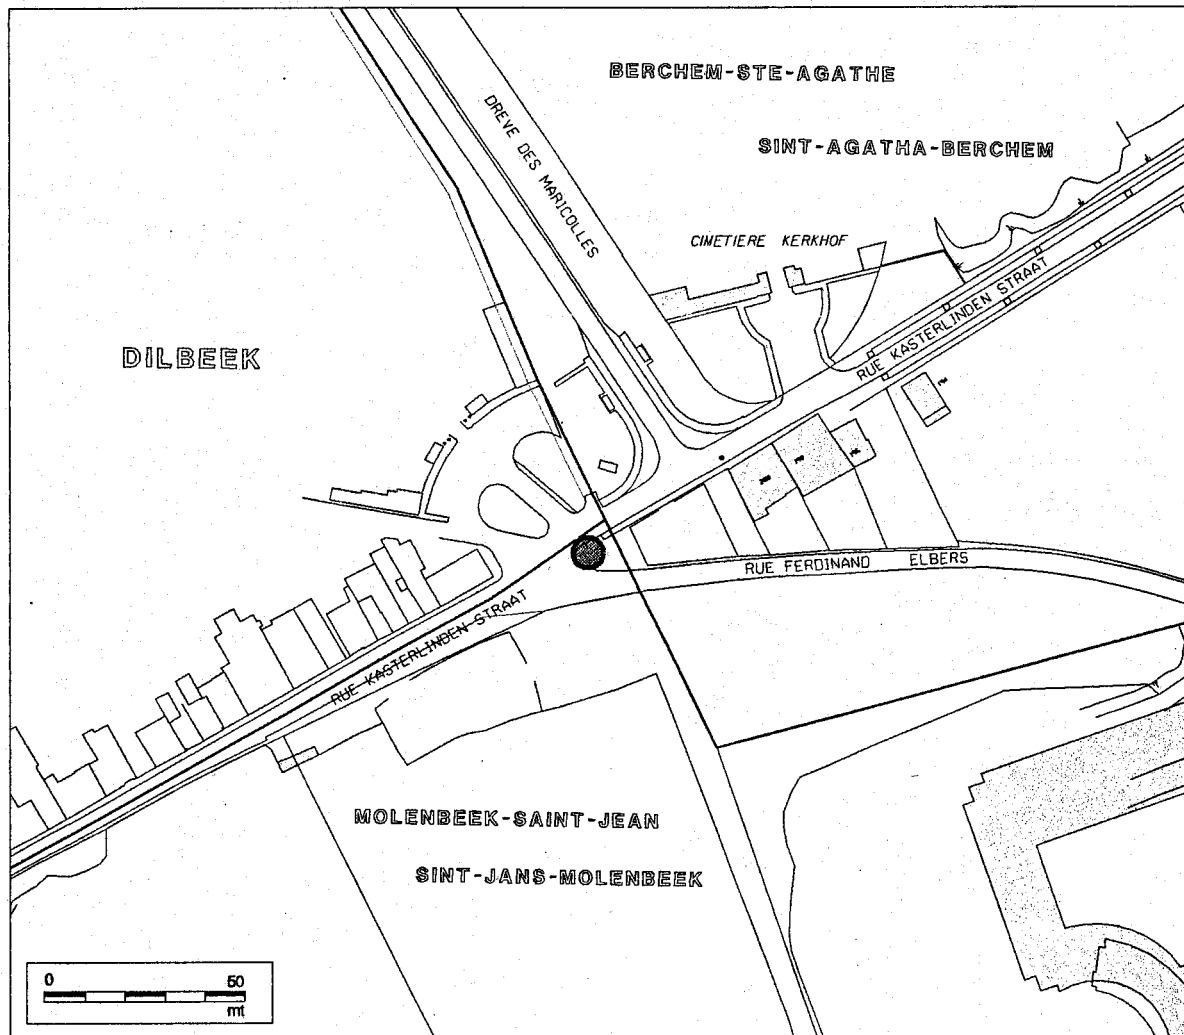 BERCHEM-STE-AGATHE
DREVE DES MARICOLLES
SINT-AGATHA-BERCHEM
CIMETIERE KERKHOF
RUE KASTERLINDEN STRAAT
DILBEEK
RUE FERDINAND ELBERS
RUE KASTERLINDEN STRAAT
MOLENBEEK-SAINT-JEAN
SINT-JANS-MOLENBEEK
0 50
mt